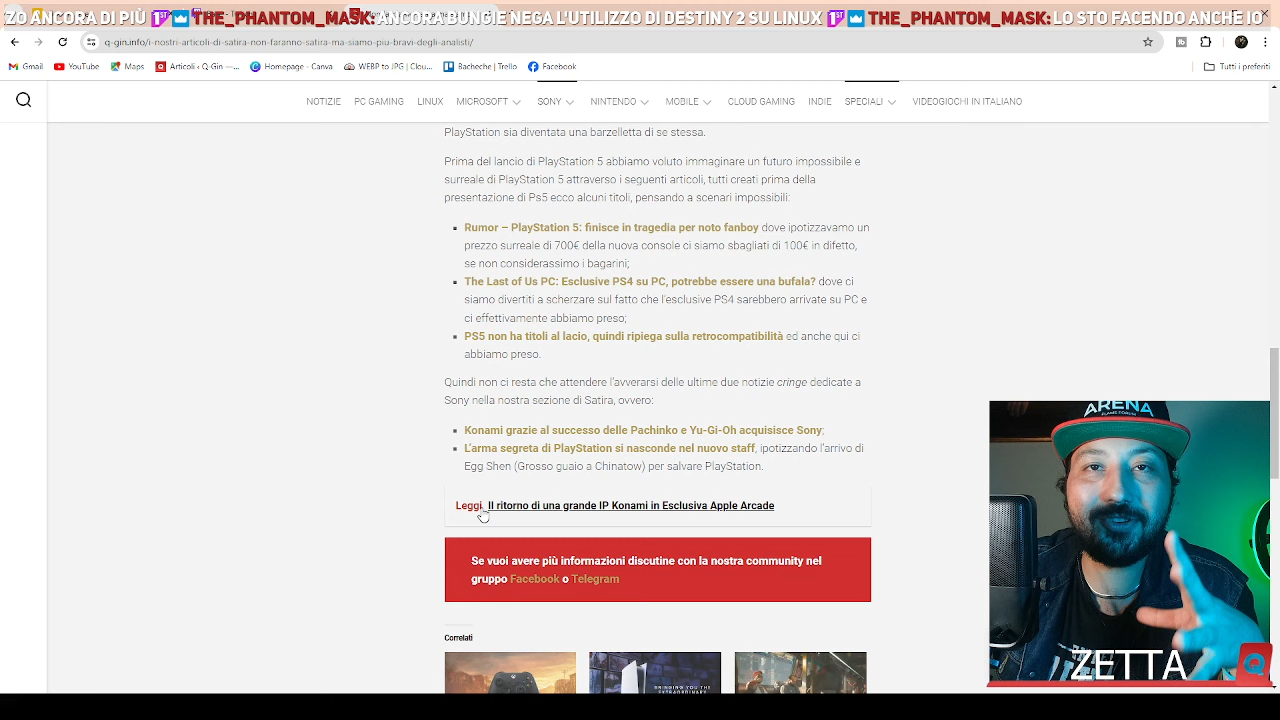 ZO ANCORA DI PIÙ 1ST THE_PHANTOM_MASK: ANCORA BUNGIE NEGA L'UTILIZZO DI DESTINY 2 SU LINUX 1ST THE_PHANTOM_MASK: LO STO FACENDO ANCHE IO
q-gin.info/i-nostri-articoli-di-satira-non-faranno-satira-ma-siamo-piu-bravi-degli-analisti/
Gmail YouTube Maps Articoli ‹ Q-Gin —... Homepage - Canva WEBP to JPG | Clou... Bacheche | Trello Facebook Tutti i preferiti
NOTIZIE PC GAMING LINUX MICROSOFT SONY NINTENDO MOBILE CLOUD GAMING INDIE SPECIALI VIDEOGIOCHI IN ITALIANO
PlayStation sia diventata una barzelletta di se stessa.
Prima del lancio di PlayStation 5 abbiamo voluto immaginare un futuro impossibile e
surreale di PlayStation 5 attraverso i seguenti articoli, tutti creati prima della
presentazione di Ps5 ecco alcuni titoli, pensando a scenari impossibili:
▪ Rumor – PlayStation 5: finisce in tragedia per noto fanboy dove ipotizzavamo un
prezzo surreale di 700€ della nuova console ci siamo sbagliati di 100€ in difetto,
se non considerassimo i bagarini;
▪ The Last of Us PC: Esclusive PS4 su PC, potrebbe essere una bufala? dove ci
siamo divertiti a scherzare sul fatto che l'esclusive PS4 sarebbero arrivate su PC e
ci effettivamente abbiamo preso;
▪ PS5 non ha titoli al lacio, quindi ripiega sulla retrocompatibilità ed anche qui ci
abbiamo preso.
Quindi non ci resta che attendere l'avverarsi delle ultime due notizie cringe dedicate a
Sony nella nostra sezione di Satira, ovvero:
▪ Konami grazie al successo delle Pachinko e Yu-Gi-Oh acquisisce Sony;
▪ L'arma segreta di PlayStation si nasconde nel nuovo staff, ipotizzando l'arrivo di
Egg Shen (Grosso guaio a Chinatow) per salvare PlayStation.
Leggi Il ritorno di una grande IP Konami in Esclusiva Apple Arcade
Se vuoi avere più informazioni discutine con la nostra community nel
gruppo Facebook o Telegram
Correlati
BRINGING YOU THE
EXTRAORDINARY
ARENA
FLAME FORUM
ZETTA